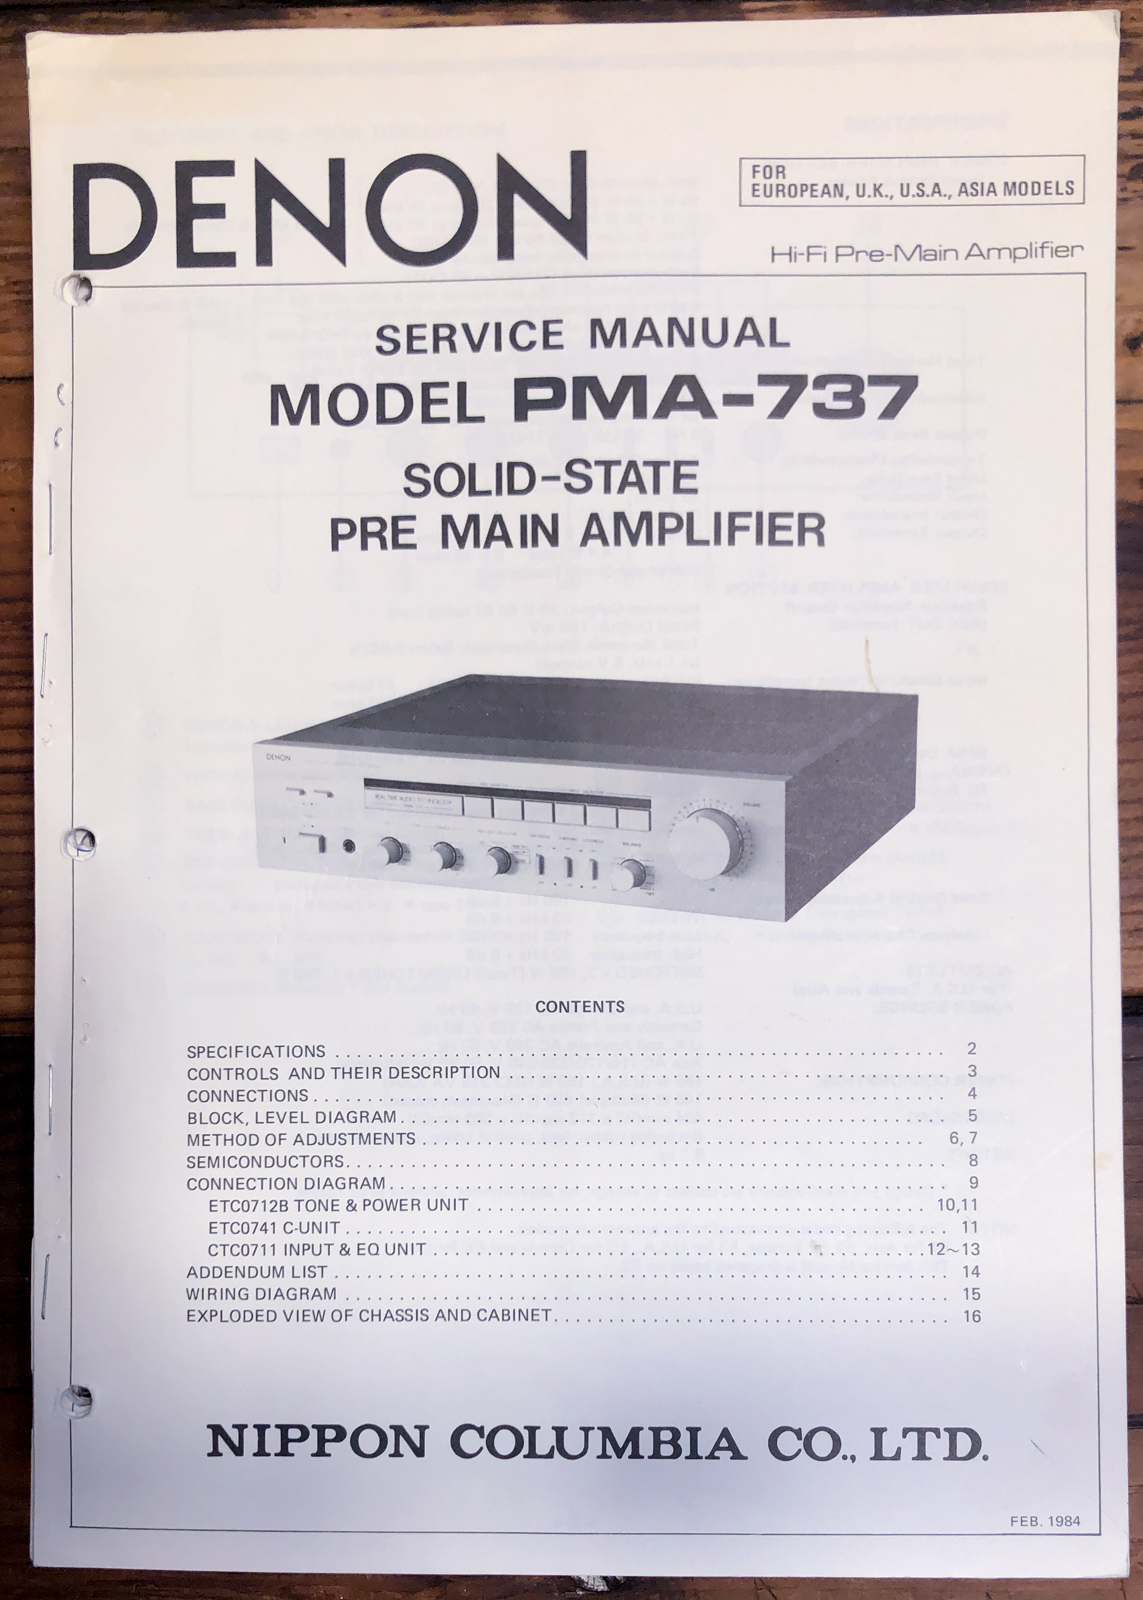 DENON
FOR
EUROPEAN, U.K., U.S.A., ASIA MODELS
Hi-Fi Pre-Main Amplifier
SERVICE MANUAL
MODEL PMA-737
SOLID-STATE
PRE MAIN AMPLIFIER
DENON
VOLUME
BALANCE
CONTENTS
SPECIFICATIONS . . . . . . . . . . 2
CONTROLS AND THEIR DESCRIPTION . . . . . . . . . . 3
CONNECTIONS . . . . . . . . . . 4
BLOCK, LEVEL DIAGRAM . . . . . . . . . . 5
METHOD OF ADJUSTMENTS . . . . . . . . . . 6, 7
SEMICONDUCTORS . . . . . . . . . . 8
CONNECTION DIAGRAM . . . . . . . . . . 9
ETC0712B TONE & POWER UNIT . . . . . . . . . . 10,11
ETC0741 C-UNIT . . . . . . . . . . 11
CTC0711 INPUT & EQ UNIT . . . . . . . . . . 12~13
ADDENDUM LIST . . . . . . . . . . 14
WIRING DIAGRAM . . . . . . . . . . 15
EXPLODED VIEW OF CHASSIS AND CABINET . . . . . . . . . . 16
NIPPON COLUMBIA CO., LTD.
FEB. 1984